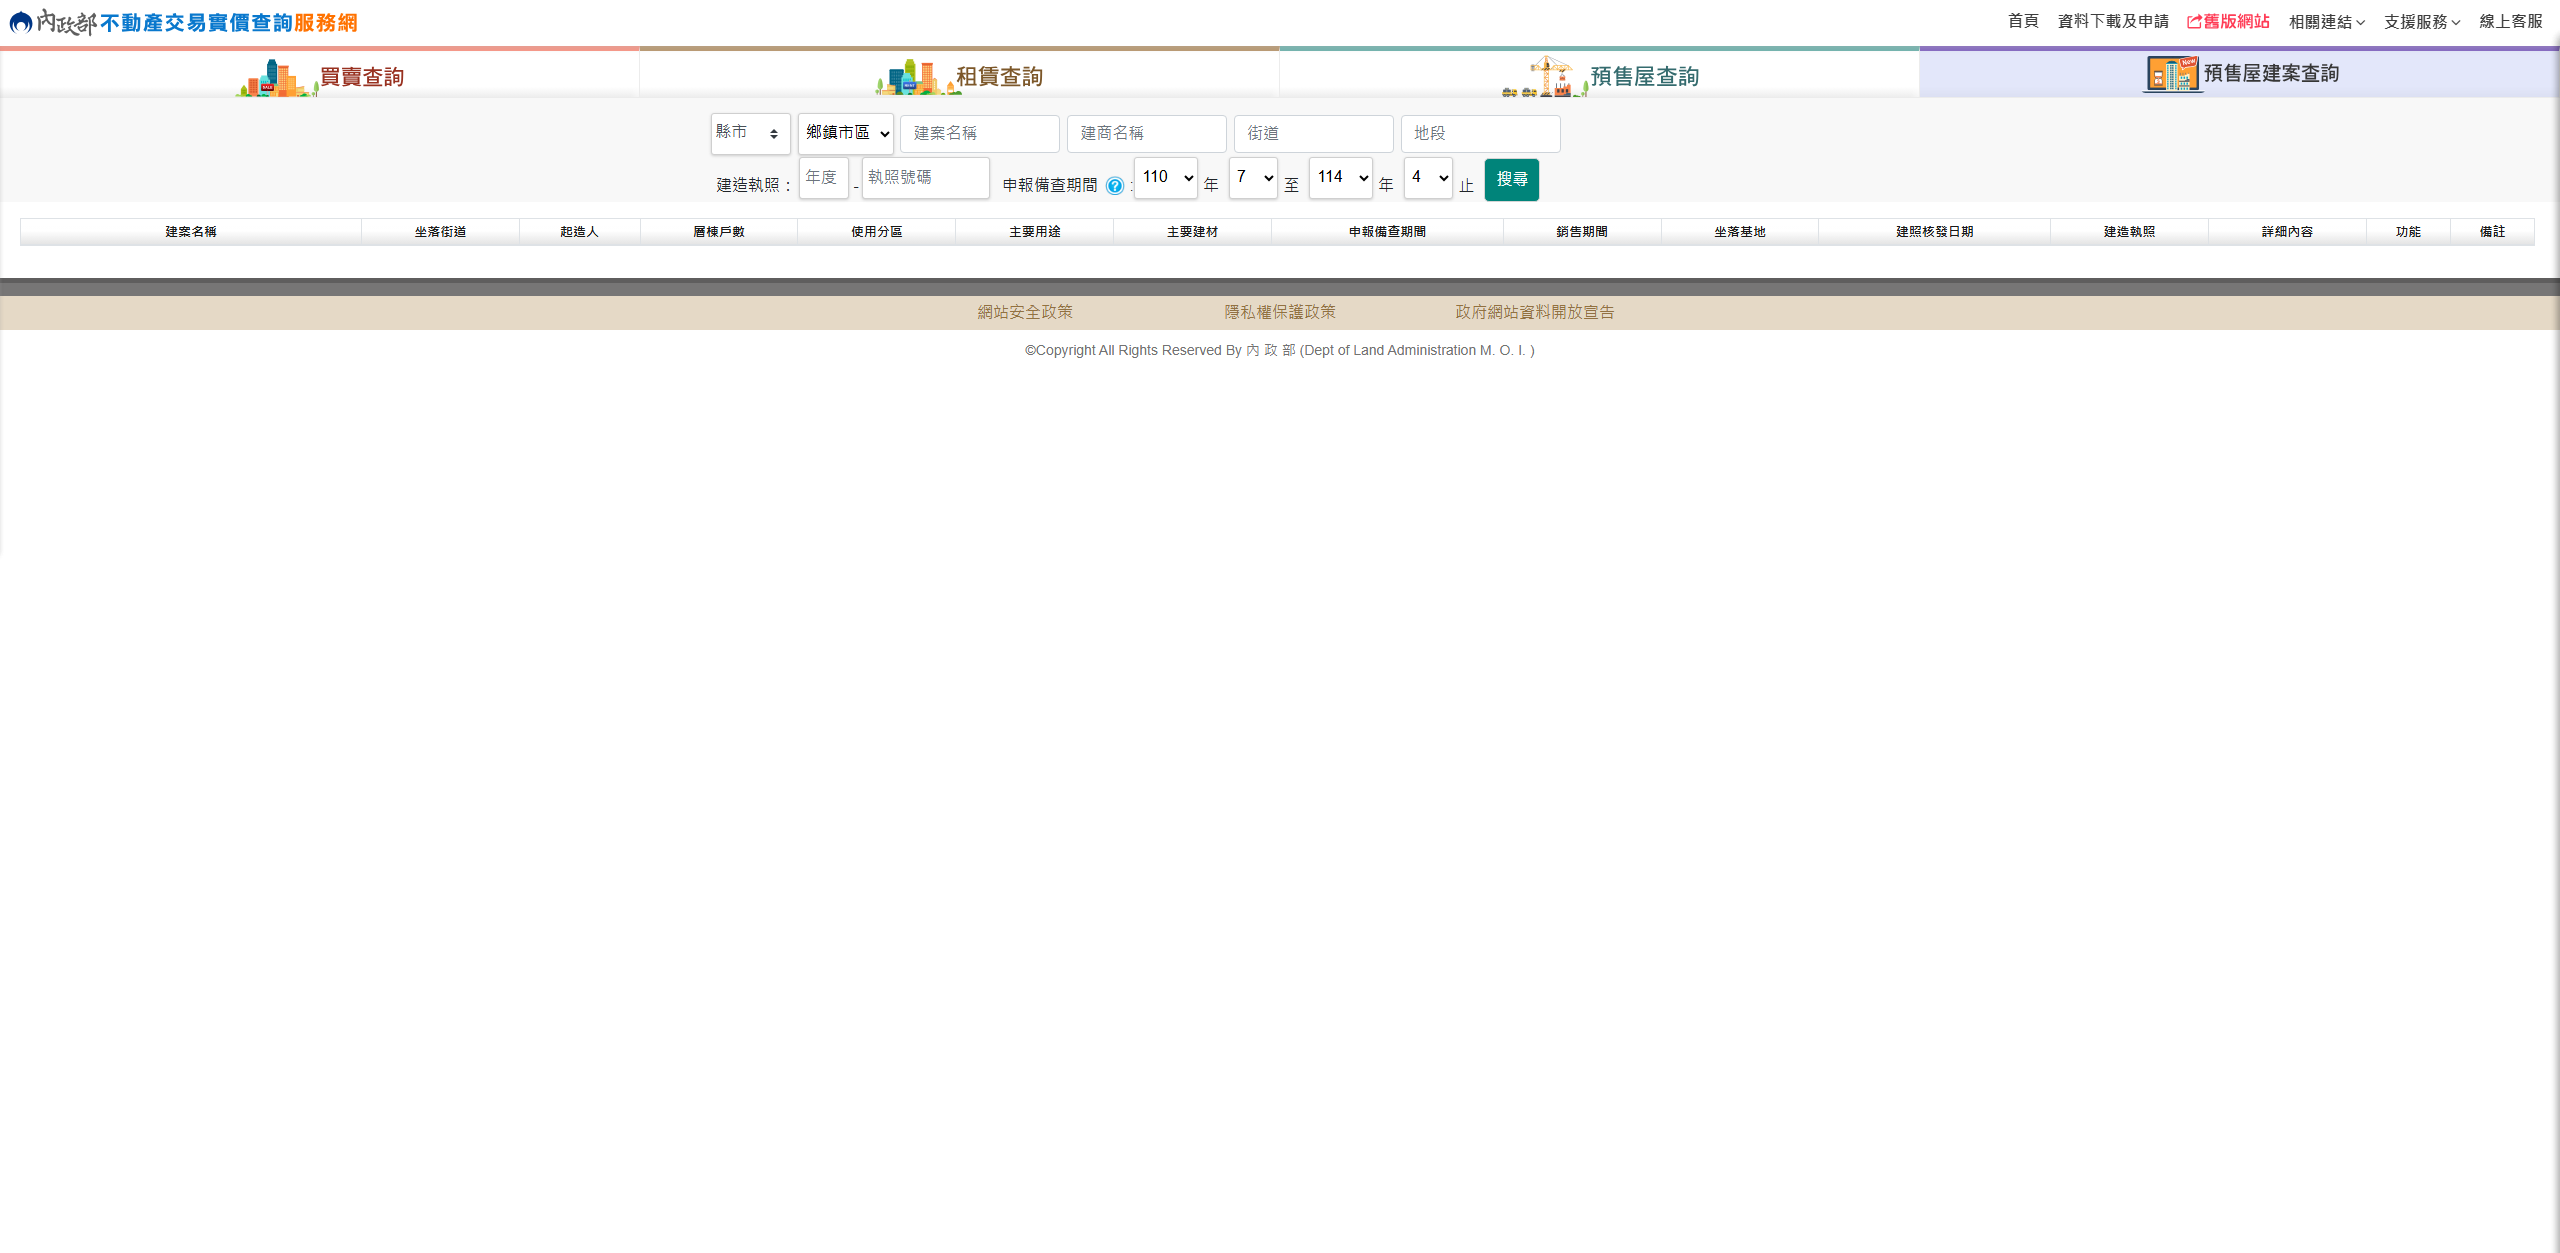 內政部不動產交易實價查詢服務網
首頁 資料下載及申請 舊版網站 相關連結 支援服務 線上客服
買賣查詢 租賃查詢 預售屋查詢 預售屋建案查詢
縣市 鄉鎮市區 建案名稱 建商名稱 街道 地段
建造執照： 年度 - 執照號碼 申報備查期間 ? : 110 年 7 至 114 年 4 止 搜尋
建案名稱 坐落街道 起造人 層棟戶數 使用分區 主要用途 主要建材 申報備查期間 銷售期間 坐落基地 建照核發日期 建造執照 詳細內容 功能 備註
網站安全政策 隱私權保護政策 政府網站資料開放宣告
©Copyright All Rights Reserved By 內 政 部 (Dept of Land Administration M. O. I. )